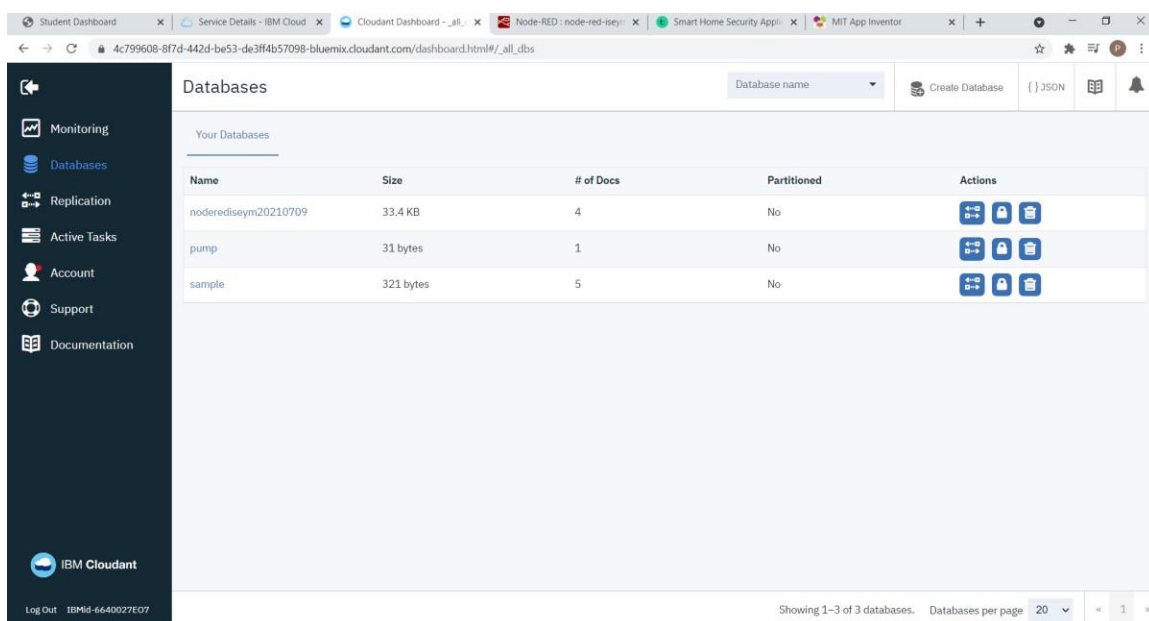 Student Dashboard
Service Details - IBM Cloud
Cloudant Dashboard - _all_
Node-RED : node-red-isey
Smart Home Security Appli
MIT App Inventor
4c799608-8f7d-442d-be53-de3ff4b57098-bluemix.cloudant.com/dashboard.html#/_all_dbs
P
Databases
Database name
Create Database
{ } JSON
Monitoring
Databases
Replication
Active Tasks
Account
Support
Documentation
Your Databases
Name Size # of Docs Partitioned Actions
noderediseym20210709 33.4 KB 4 No
pump 31 bytes 1 No
sample 321 bytes 5 No
IBM Cloudant
Log Out IBMid-6640027EO7
Showing 1–3 of 3 databases. Databases per page 20 « 1 »